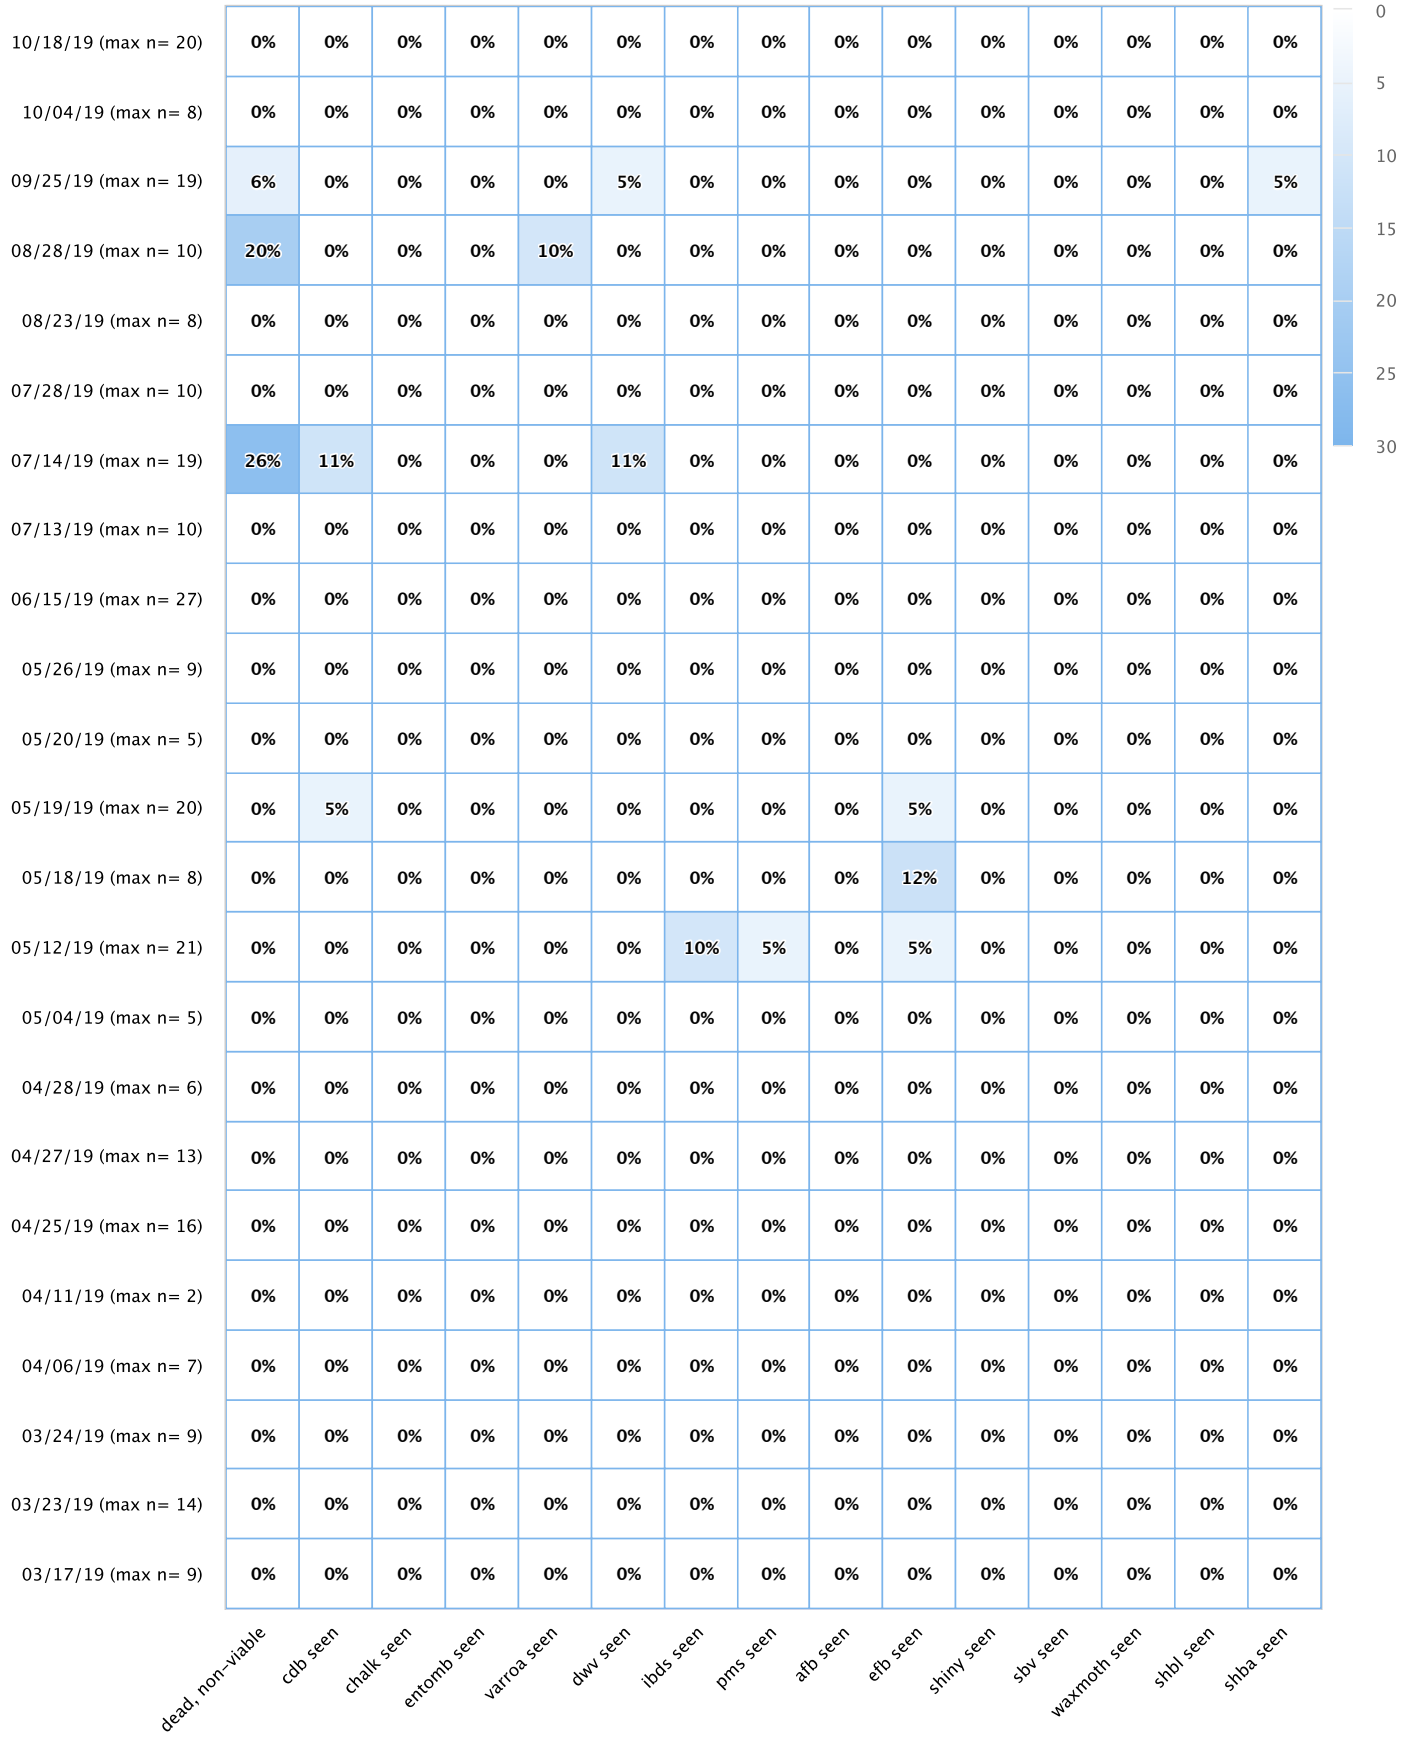 10/18/19 (max n= 20) 0% 0% 0% 0% 0% 0% 0% 0% 0% 0% 0% 0% 0% 0% 0%
10/04/19 (max n= 8) 0% 0% 0% 0% 0% 0% 0% 0% 0% 0% 0% 0% 0% 0% 0%
09/25/19 (max n= 19) 6% 0% 0% 0% 0% 5% 0% 0% 0% 0% 0% 0% 0% 0% 5%
08/28/19 (max n= 10) 20% 0% 0% 0% 10% 0% 0% 0% 0% 0% 0% 0% 0% 0% 0%
08/23/19 (max n= 8) 0% 0% 0% 0% 0% 0% 0% 0% 0% 0% 0% 0% 0% 0% 0%
07/28/19 (max n= 10) 0% 0% 0% 0% 0% 0% 0% 0% 0% 0% 0% 0% 0% 0% 0%
07/14/19 (max n= 19) 26% 11% 0% 0% 0% 11% 0% 0% 0% 0% 0% 0% 0% 0% 0%
07/13/19 (max n= 10) 0% 0% 0% 0% 0% 0% 0% 0% 0% 0% 0% 0% 0% 0% 0%
06/15/19 (max n= 27) 0% 0% 0% 0% 0% 0% 0% 0% 0% 0% 0% 0% 0% 0% 0%
05/26/19 (max n= 9) 0% 0% 0% 0% 0% 0% 0% 0% 0% 0% 0% 0% 0% 0% 0%
05/20/19 (max n= 5) 0% 0% 0% 0% 0% 0% 0% 0% 0% 0% 0% 0% 0% 0% 0%
05/19/19 (max n= 20) 0% 5% 0% 0% 0% 0% 0% 0% 0% 5% 0% 0% 0% 0% 0%
05/18/19 (max n= 8) 0% 0% 0% 0% 0% 0% 0% 0% 0% 12% 0% 0% 0% 0% 0%
05/12/19 (max n= 21) 0% 0% 0% 0% 0% 0% 10% 5% 0% 5% 0% 0% 0% 0% 0%
05/04/19 (max n= 5) 0% 0% 0% 0% 0% 0% 0% 0% 0% 0% 0% 0% 0% 0% 0%
04/28/19 (max n= 6) 0% 0% 0% 0% 0% 0% 0% 0% 0% 0% 0% 0% 0% 0% 0%
04/27/19 (max n= 13) 0% 0% 0% 0% 0% 0% 0% 0% 0% 0% 0% 0% 0% 0% 0%
04/25/19 (max n= 16) 0% 0% 0% 0% 0% 0% 0% 0% 0% 0% 0% 0% 0% 0% 0%
04/11/19 (max n= 2) 0% 0% 0% 0% 0% 0% 0% 0% 0% 0% 0% 0% 0% 0% 0%
04/06/19 (max n= 7) 0% 0% 0% 0% 0% 0% 0% 0% 0% 0% 0% 0% 0% 0% 0%
03/24/19 (max n= 9) 0% 0% 0% 0% 0% 0% 0% 0% 0% 0% 0% 0% 0% 0% 0%
03/23/19 (max n= 14) 0% 0% 0% 0% 0% 0% 0% 0% 0% 0% 0% 0% 0% 0% 0%
03/17/19 (max n= 9) 0% 0% 0% 0% 0% 0% 0% 0% 0% 0% 0% 0% 0% 0% 0%
dead, non-viable
cdb seen
chalk seen
entomb seen
varroa seen
dwv seen
ibds seen
pms seen
afb seen
efb seen
shiny seen
sbv seen
waxmoth seen
shbl seen
shba seen
0
5
10
15
20
25
30